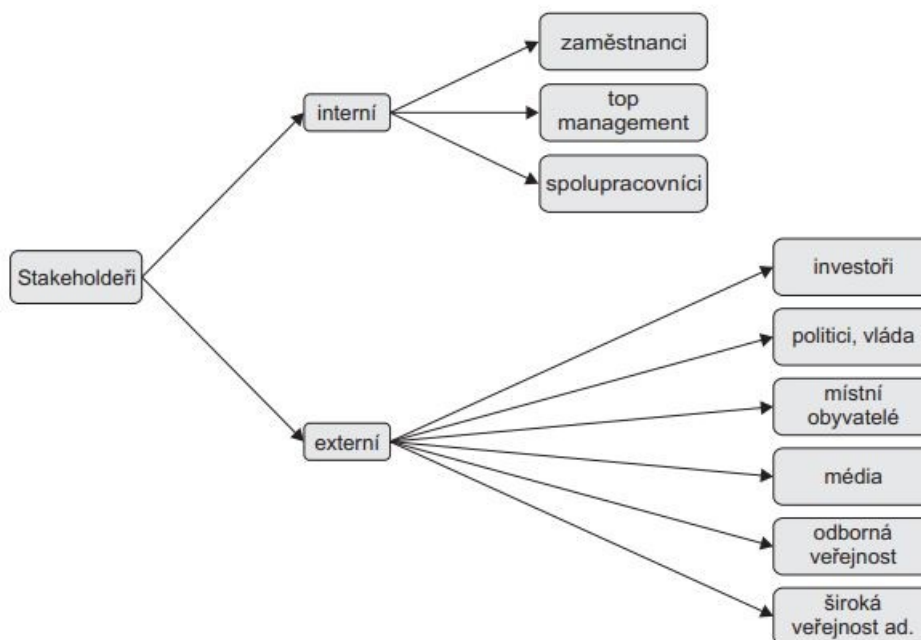 zaměstnanci
interní
top
management
spolupracovníci
Stakeholdeři
investoři
politici, vláda
místní
obyvatelé
externí
média
odborná
veřejnost
široká
veřejnost ad.